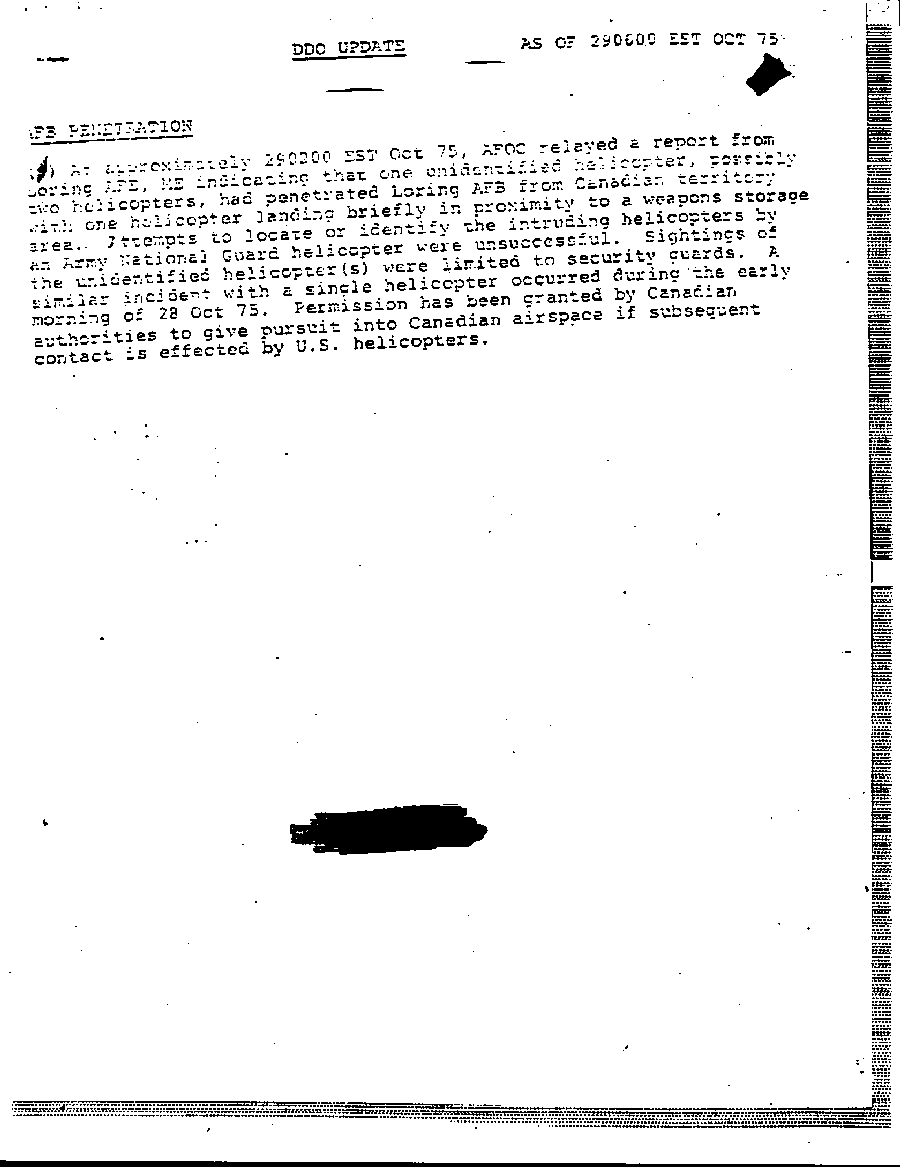 DDO UPDATE
AS OF 290600 EST OCT 75
AFB PENETRATION
( ) At approximately 290300 EST Oct 75, AFOC relayed a report from
Loring AFB, ME indicating that one unidentified helicopter, possibly
two helicopters, had penetrated Loring AFB from Canadian territory
with one helicopter landing briefly in proximity to a weapons storage
area. Attempts to locate or identify the intruding helicopters by
an Army National Guard helicopter were unsuccessful. Sightings of
the unidentified helicopter(s) were limited to security guards. A
similar incident with a single helicopter occurred during the early
morning of 28 Oct 75. Permission has been granted by Canadian
authorities to give pursuit into Canadian airspace if subsequent
contact is effected by U.S. helicopters.